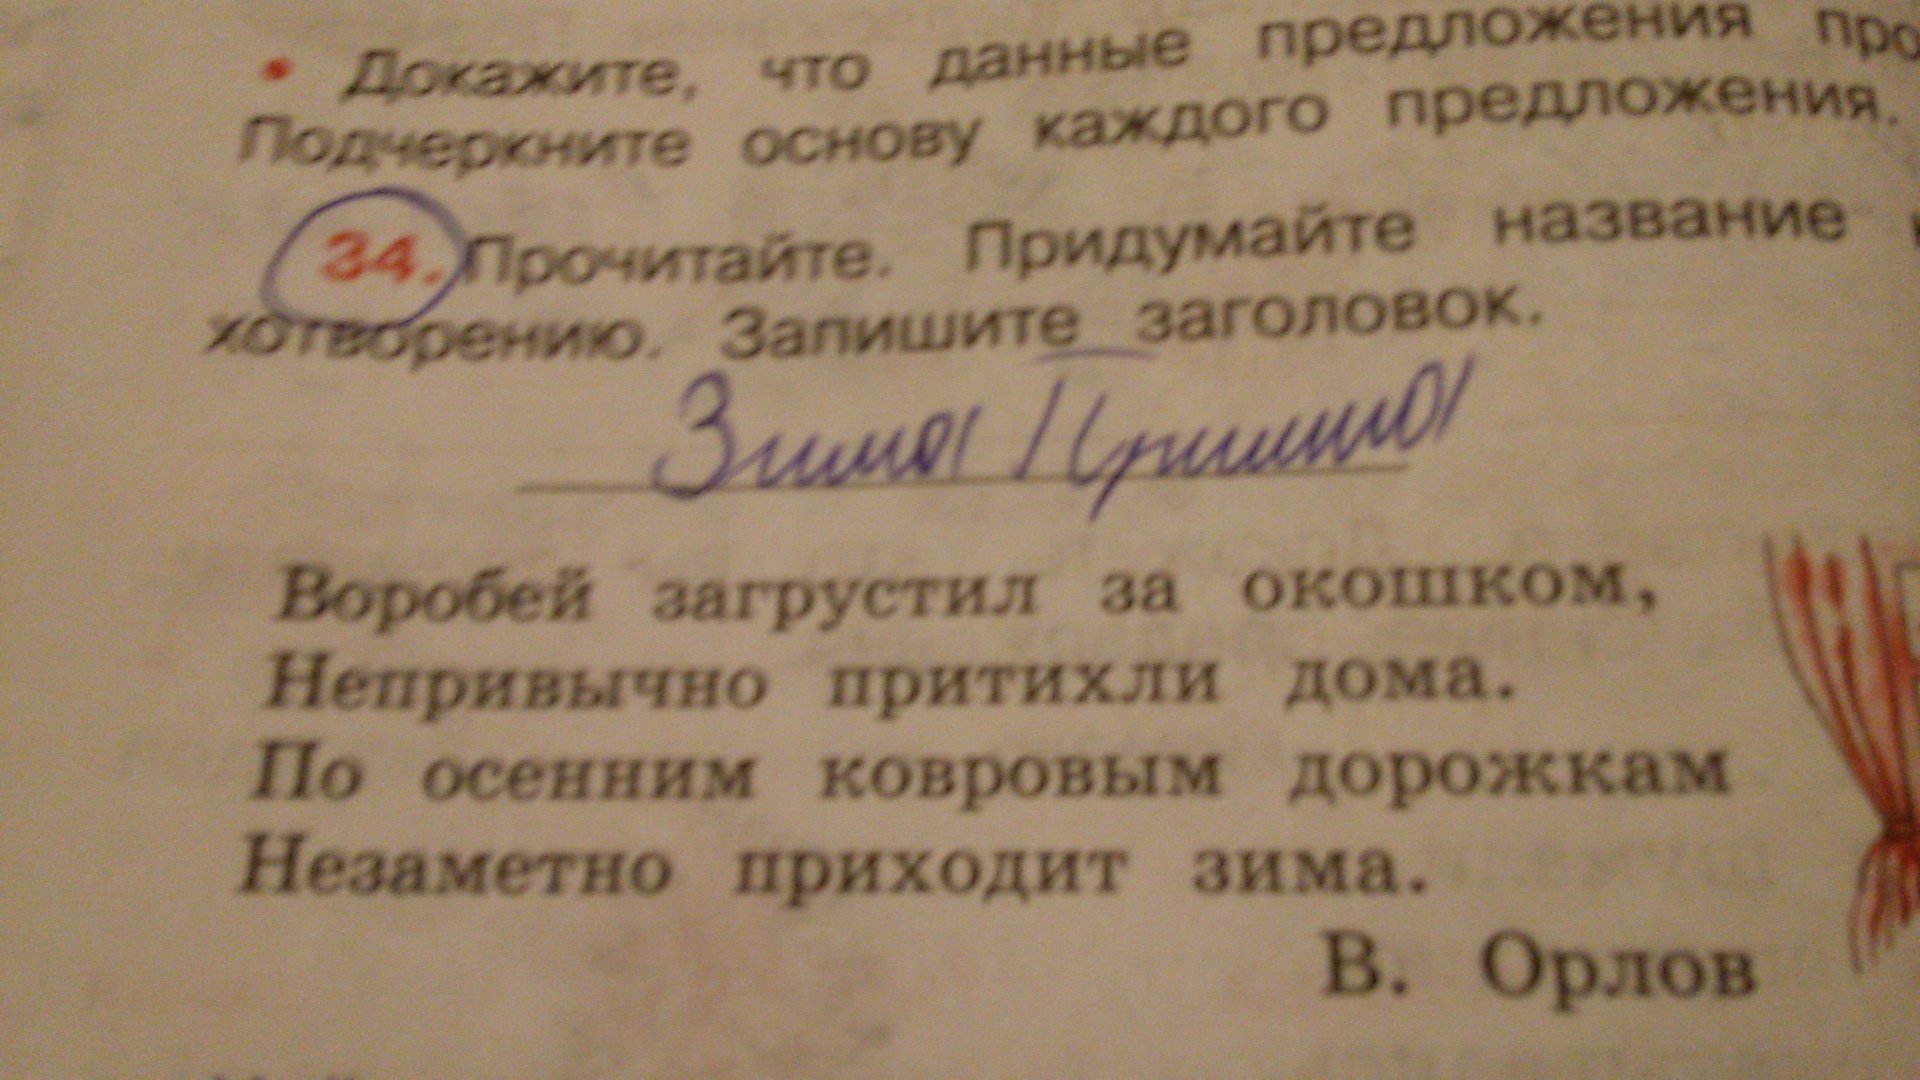 • Докажите, что данные предложения про
Подчеркните основу каждого предложения.
34. Прочитайте. Придумайте название
хотворению. Запишите заголовок.
Зима Пришла
Воробей загрустил за окошком,
Непривычно притихли дома.
По осенним ковровым дорожкам
Незаметно приходит зима.
В. Орлов